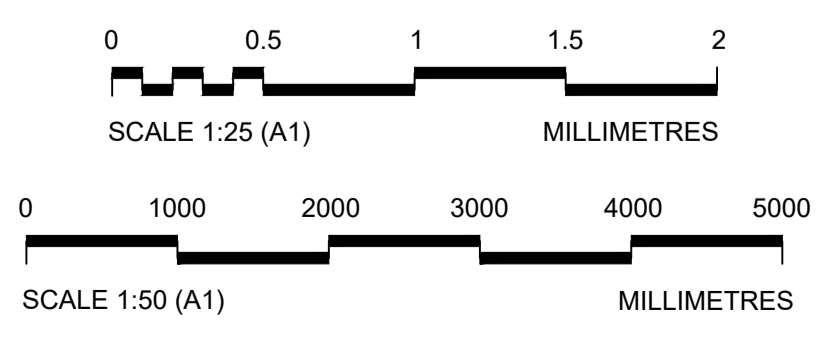 0 0.5 1 1.5 2
SCALE 1:25 (A1) MILLIMETRES
0 1000 2000 3000 4000 5000
SCALE 1:50 (A1) MILLIMETRES